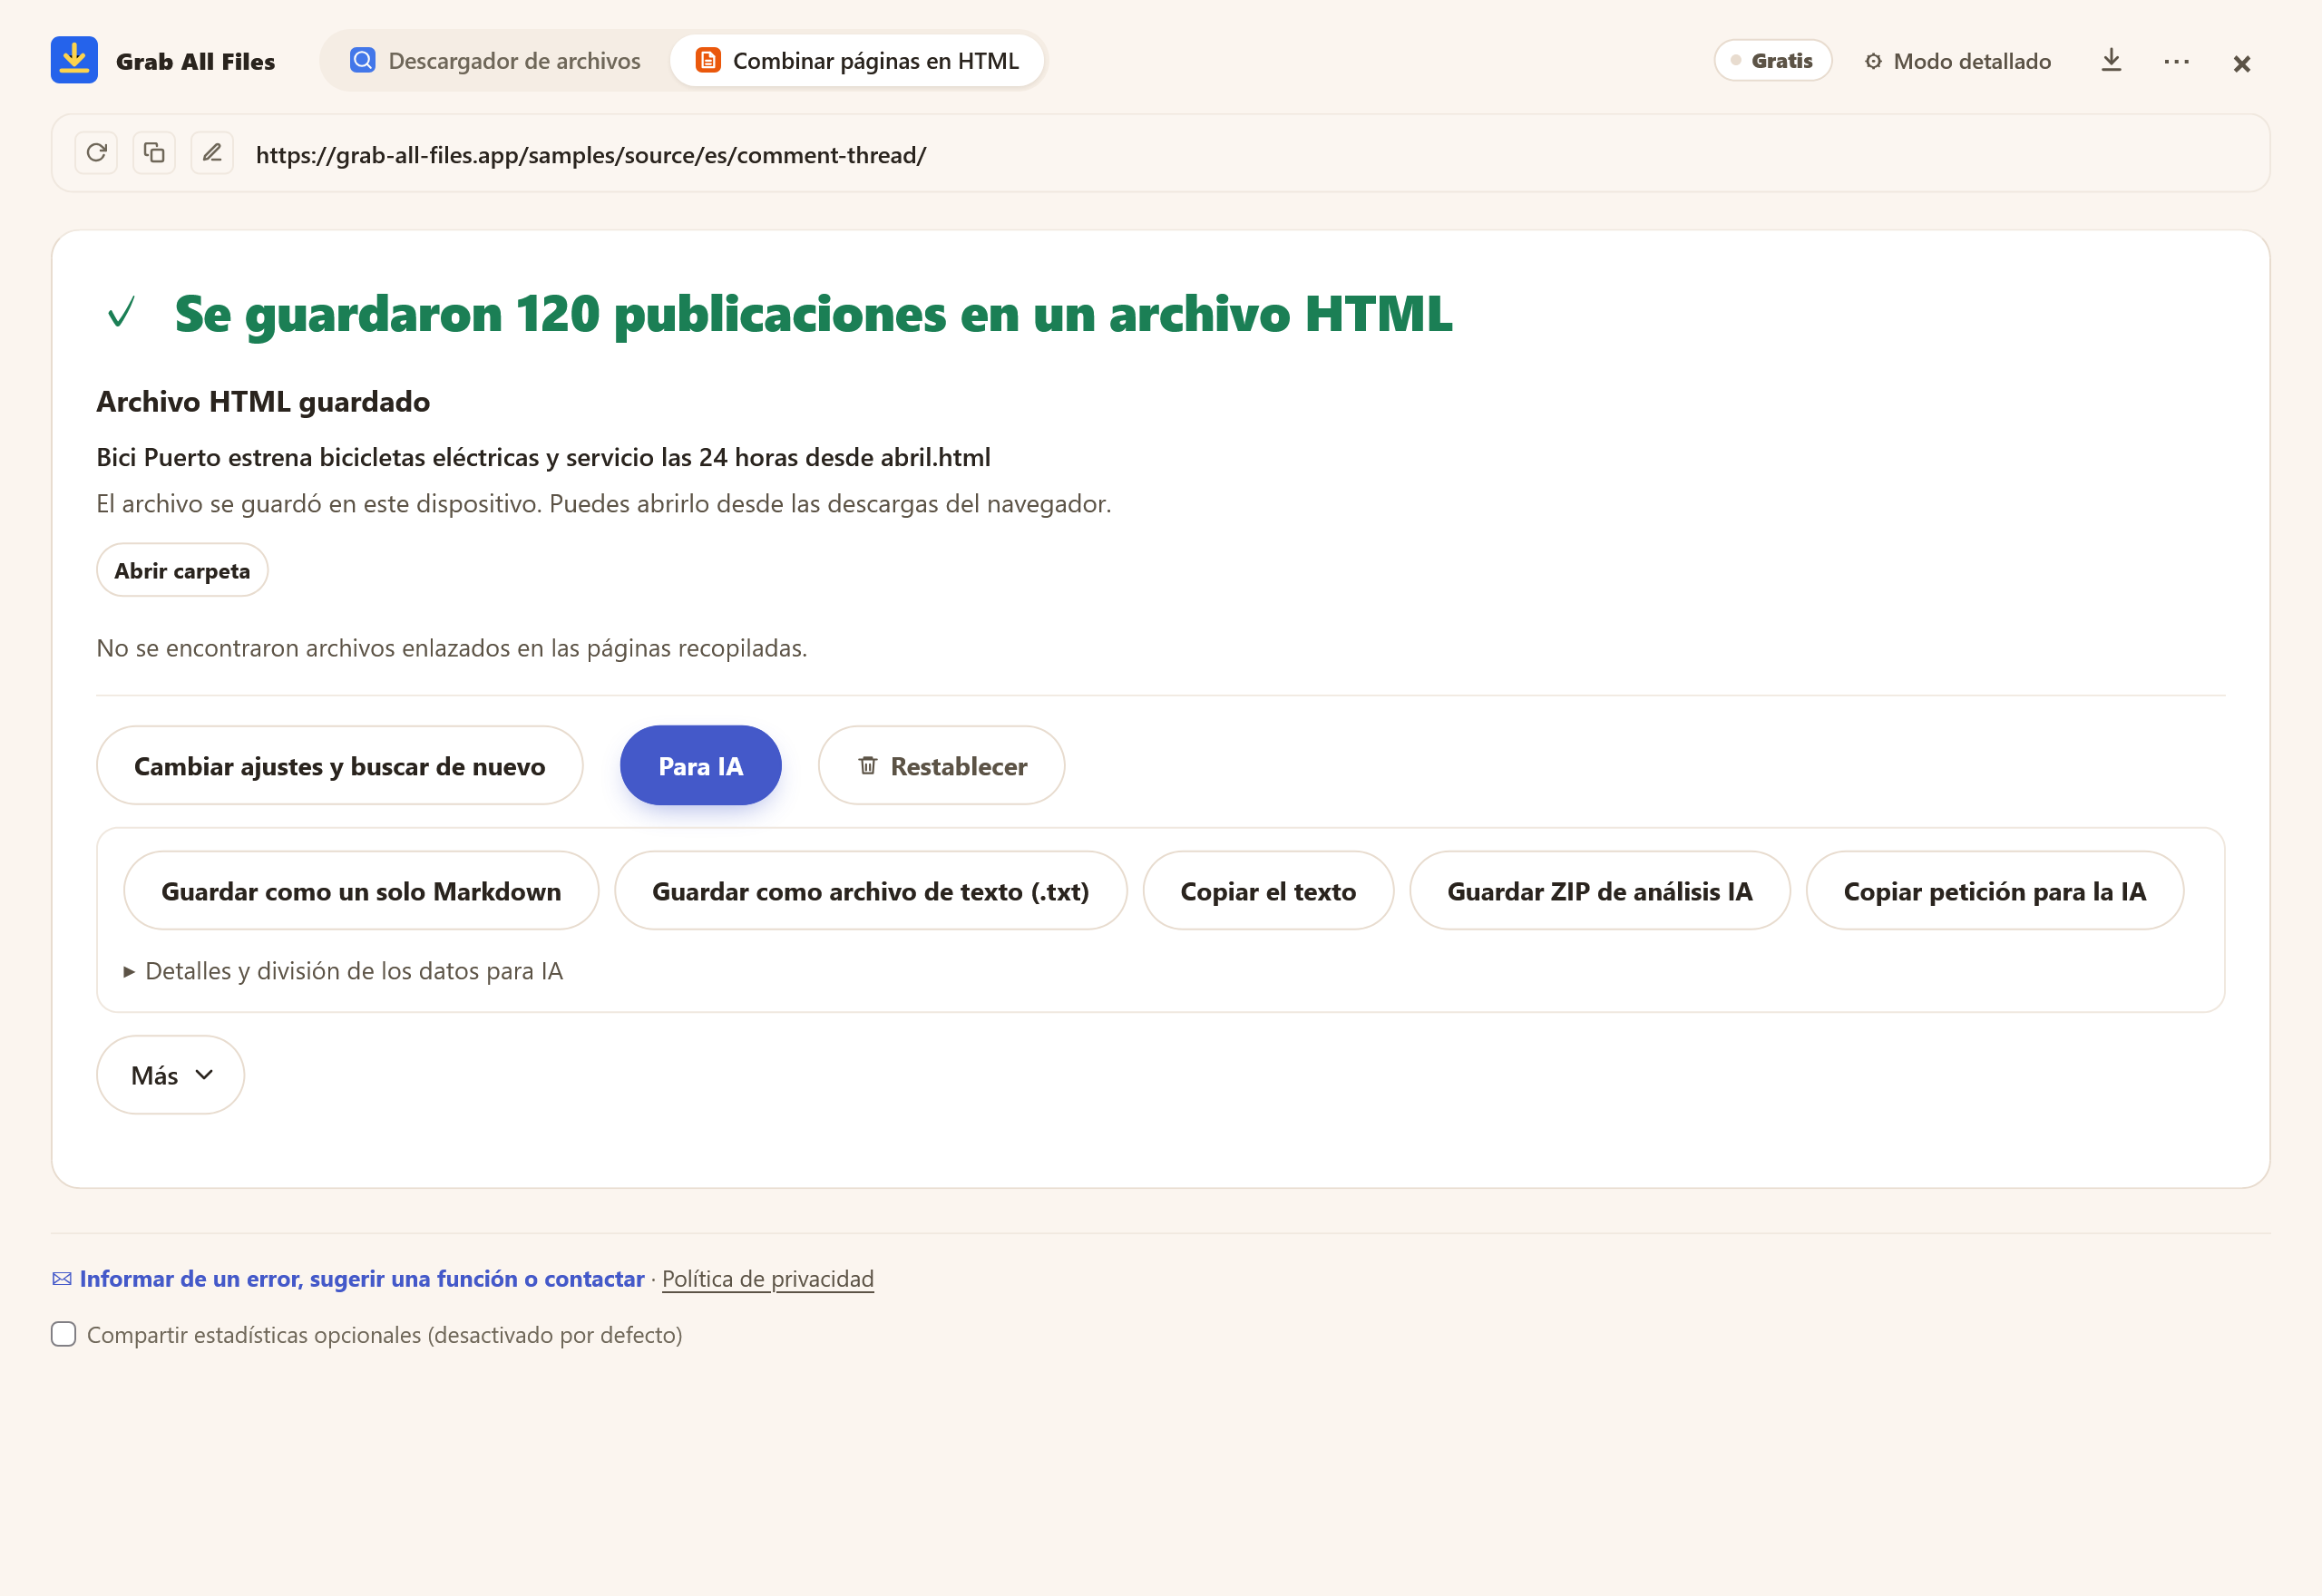 Grab All Files
Descargador de archivos
Combinar páginas en HTML
Gratis
Modo detallado
https://grab-all-files.app/samples/source/es/comment-thread/
Se guardaron 120 publicaciones en un archivo HTML
Archivo HTML guardado
Bici Puerto estrena bicicletas eléctricas y servicio las 24 horas desde abril.html
El archivo se guardó en este dispositivo. Puedes abrirlo desde las descargas del navegador.
Abrir carpeta
No se encontraron archivos enlazados en las páginas recopiladas.
Cambiar ajustes y buscar de nuevo
Para IA
Restablecer
Guardar como un solo Markdown
Guardar como archivo de texto (.txt)
Copiar el texto
Guardar ZIP de análisis IA
Copiar petición para la IA
Detalles y división de los datos para IA
Más
Informar de un error, sugerir una función o contactar · Política de privacidad
Compartir estadísticas opcionales (desactivado por defecto)